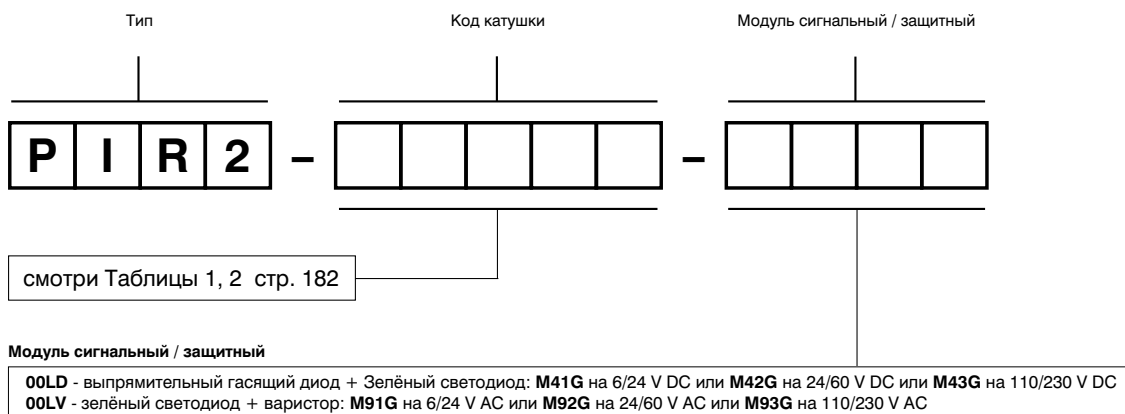 Тип Код катушки Модуль сигнальный / защитный
P I R 2 – –
смотри Таблицы 1, 2 стр. 182
Модуль сигнальный / защитный
00LD - выпрямительный гасящий диод + Зелёный светодиод: M41G на 6/24 V DC или M42G на 24/60 V DC или M43G на 110/230 V DC
00LV - зелёный светодиод + варистор: M91G на 6/24 V AC или M92G на 24/60 V AC или M93G на 110/230 V AC